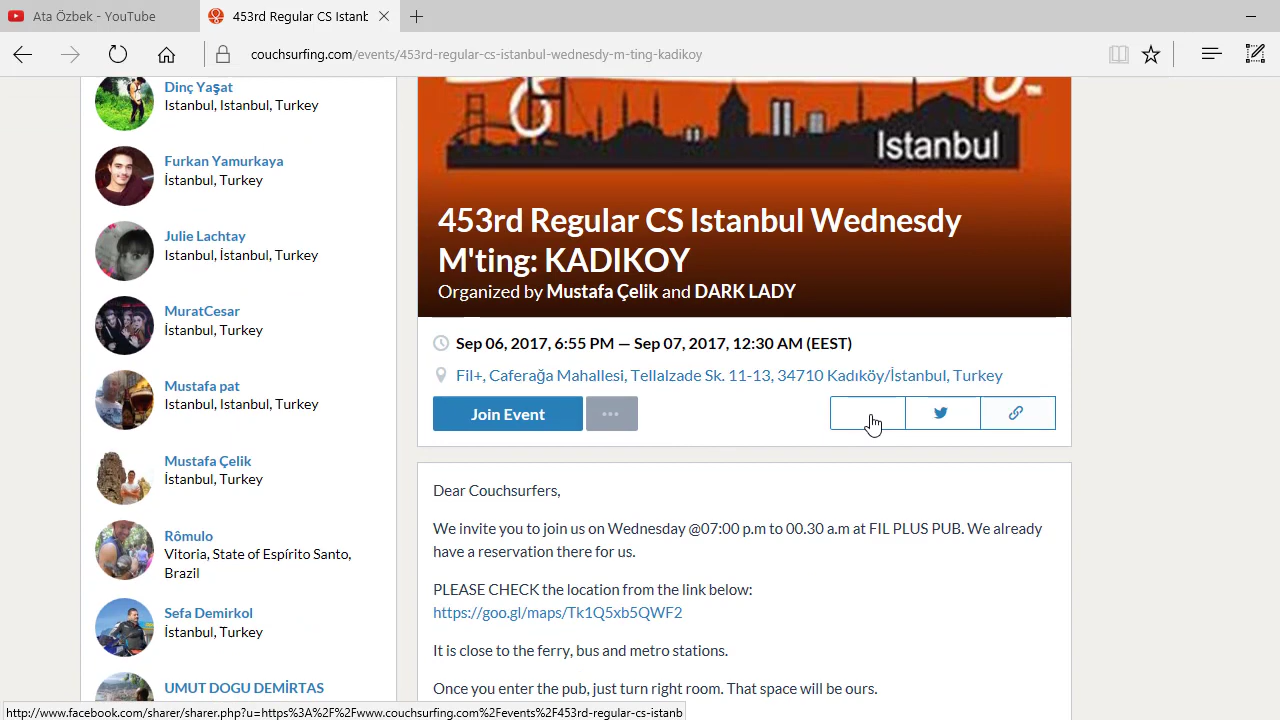 Ata Özbek - YouTube
453rd Regular CS Istanb
couchsurfing.com/events/453rd-regular-cs-istanbul-wednesdy-m-ting-kadikoy
Dinç Yaşat
Istanbul, Istanbul, Turkey
Furkan Yamurkaya
İstanbul, Turkey
Julie Lachtay
Istanbul, İstanbul, Turkey
MuratCesar
İstanbul, Turkey
Mustafa pat
Istanbul, Istanbul, Turkey
Mustafa Çelik
İstanbul, Turkey
Rômulo
Vitoria, State of Espírito Santo,
Brazil
Sefa Demirkol
İstanbul, Turkey
UMUT DOGU DEMİRTAS
Istanbul
453rd Regular CS Istanbul Wednesdy
M'ting: KADIKOY
Organized by Mustafa Çelik and DARK LADY
Sep 06, 2017, 6:55 PM — Sep 07, 2017, 12:30 AM (EEST)
Fil+, Caferağa Mahallesi, Tellalzade Sk. 11-13, 34710 Kadıköy/İstanbul, Turkey
Join Event
Dear Couchsurfers,
We invite you to join us on Wednesday @07:00 p.m to 00.30 a.m at FIL PLUS PUB. We already
have a reservation there for us.
PLEASE CHECK the location from the link below:
https://goo.gl/maps/Tk1Q5xb5QWF2
It is close to the ferry, bus and metro stations.
Once you enter the pub, just turn right room. That space will be ours.
http://www.facebook.com/sharer/sharer.php?u=https%3A%2F%2Fwww.couchsurfing.com%2Fevents%2F453rd-regular-cs-istanb